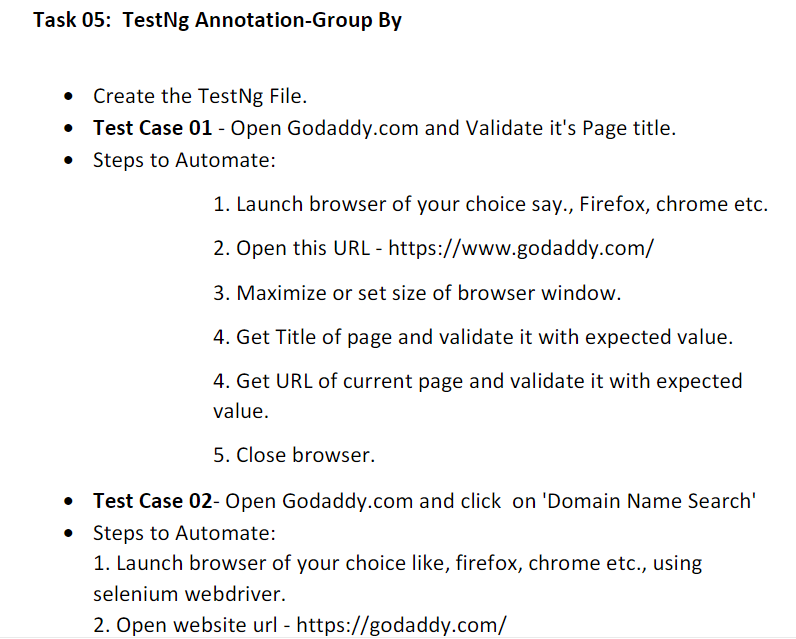 Task 05:  TestNg Annotation-Group By
• Create the TestNg File.
• Test Case 01 - Open Godaddy.com and Validate it's Page title.
• Steps to Automate:
1. Launch browser of your choice say., Firefox, chrome etc.
2. Open this URL - https://www.godaddy.com/
3. Maximize or set size of browser window.
4. Get Title of page and validate it with expected value.
4. Get URL of current page and validate it with expected
value.
5. Close browser.
• Test Case 02- Open Godaddy.com and click  on 'Domain Name Search'
• Steps to Automate:
1. Launch browser of your choice like, firefox, chrome etc., using
selenium webdriver.
2. Open website url - https://godaddy.com/